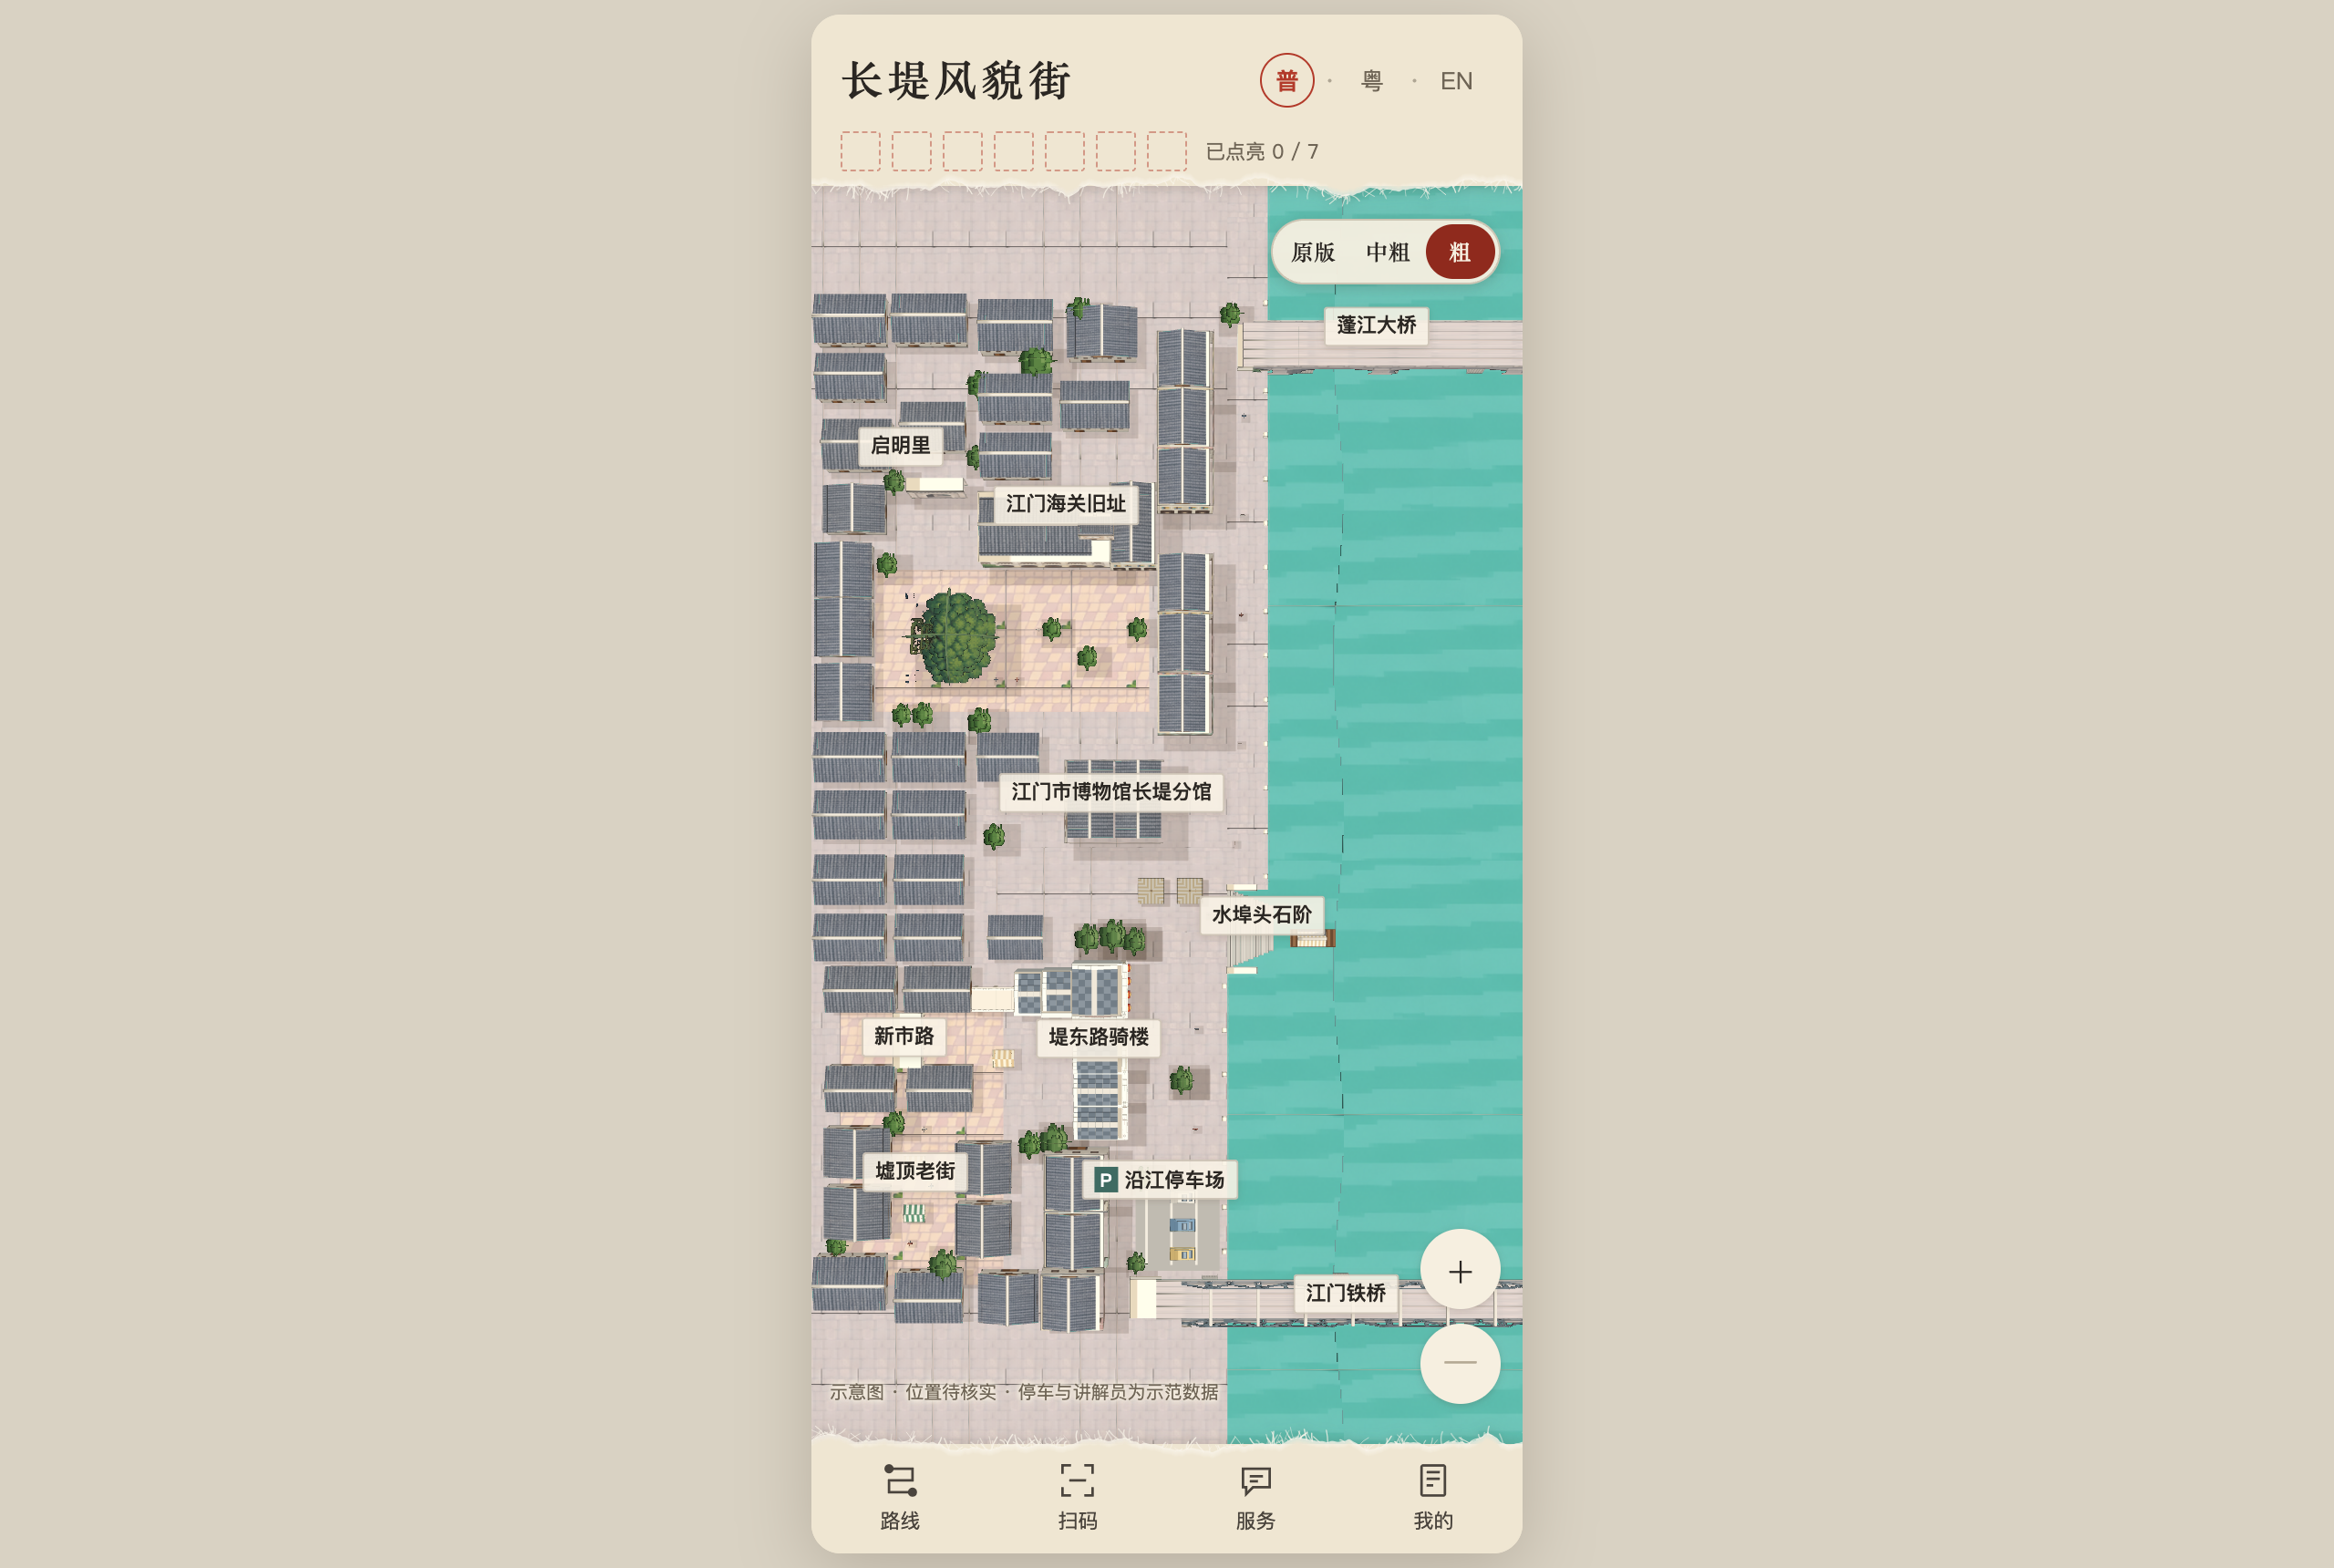 长堤风貌街
普 · 粤 · EN
已点亮 0 / 7
原版 中粗 粗
蓬江大桥
启明里
江门海关旧址
江门市博物馆长堤分馆
水埠头石阶
新市路
堤东路骑楼
墟顶老街
P 沿江停车场
江门铁桥
示意图 · 位置待核实 · 停车与讲解员为示范数据
路线 扫码 服务 我的